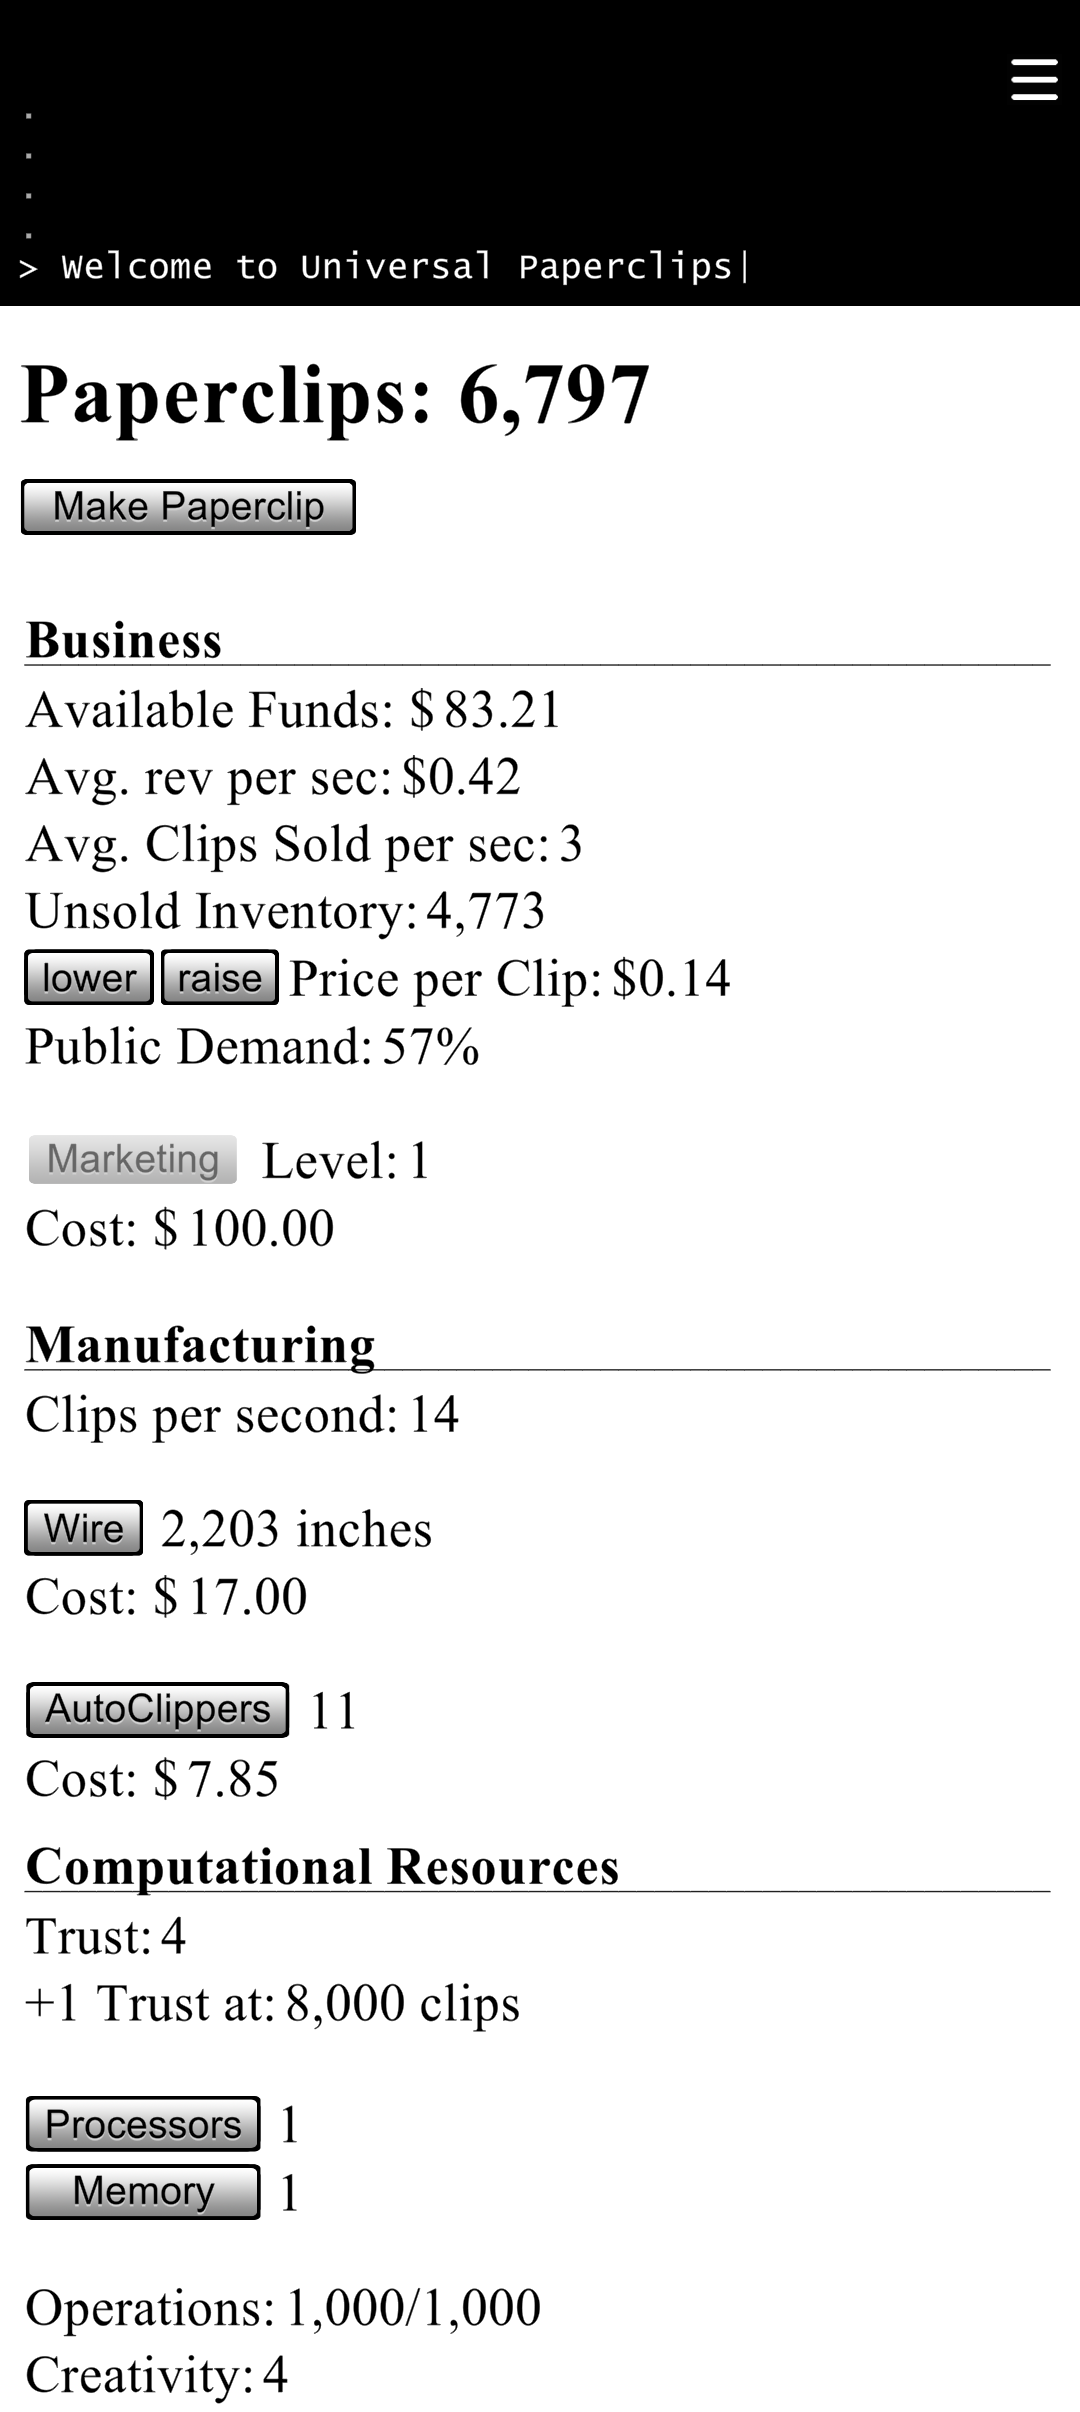 .
.
.
.
> Welcome to Universal Paperclips|
Paperclips: 6,797
Make Paperclip
Business
Available Funds: $ 83.21
Avg. rev per sec: $0.42
Avg. Clips Sold per sec: 3
Unsold Inventory: 4,773
lower raise Price per Clip: $0.14
Public Demand: 57%
Marketing Level: 1
Cost: $ 100.00
Manufacturing
Clips per second: 14
Wire 2,203 inches
Cost: $ 17.00
AutoClippers 11
Cost: $ 7.85
Computational Resources
Trust: 4
+1 Trust at: 8,000 clips
Processors 1
Memory 1
Operations: 1,000/1,000
Creativity: 4